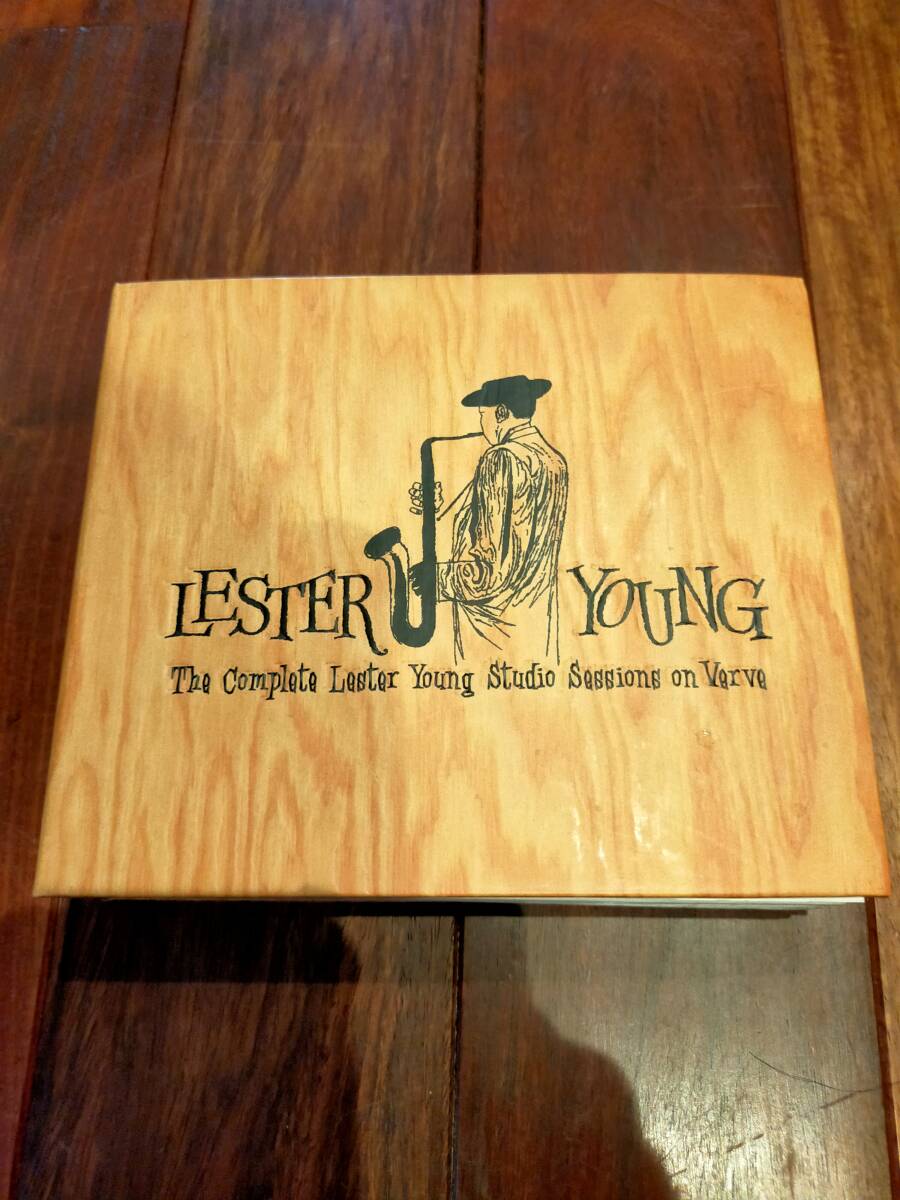 LESTER YOUNG
The Complete Lester Young Studio Sessions on Verve